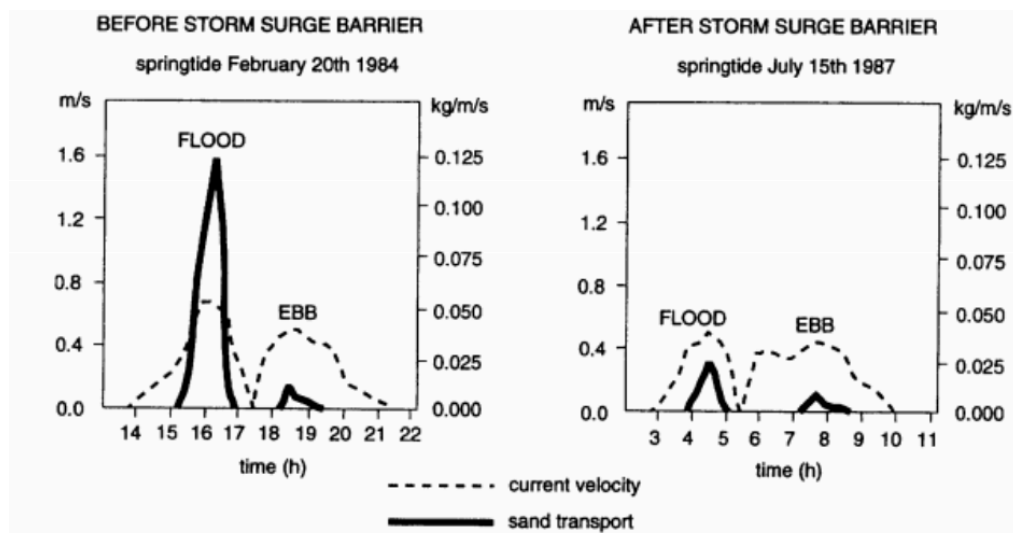 BEFORE STORM SURGE BARRIER
springtide February 20th 1984
m/s
kg/m/s
FLOOD
EBB
1.6
1.2
0.8
0.4
0.0
0.125
0.100
0.075
0.050
0.025
0.000
14 15 16 17 18 19 20 21 22
time (h)
AFTER STORM SURGE BARRIER
springtide July 15th 1987
m/s
kg/m/s
FLOOD
EBB
1.6
1.2
0.8
0.4
0.0
0.125
0.100
0.075
0.050
0.025
0.000
3 4 5 6 7 8 9 10 11
time (h)
current velocity
sand transport